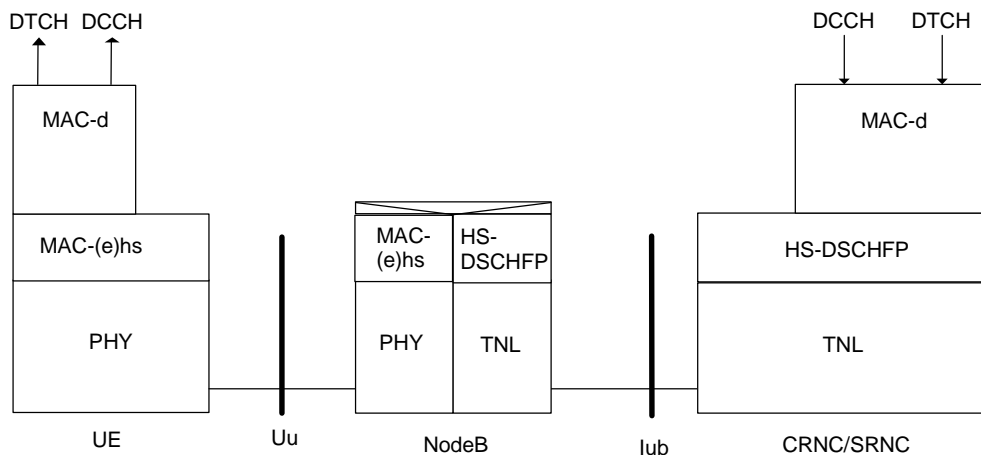 DTCH DCCH
DCCH DTCH
MAC-d
MAC-d
MAC-(e)hs
MAC-
(e)hs
HS-
DSCHFP
HS-DSCHFP
PHY
PHY
TNL
TNL
UE
Uu
NodeB
Iub
CRNC/SRNC